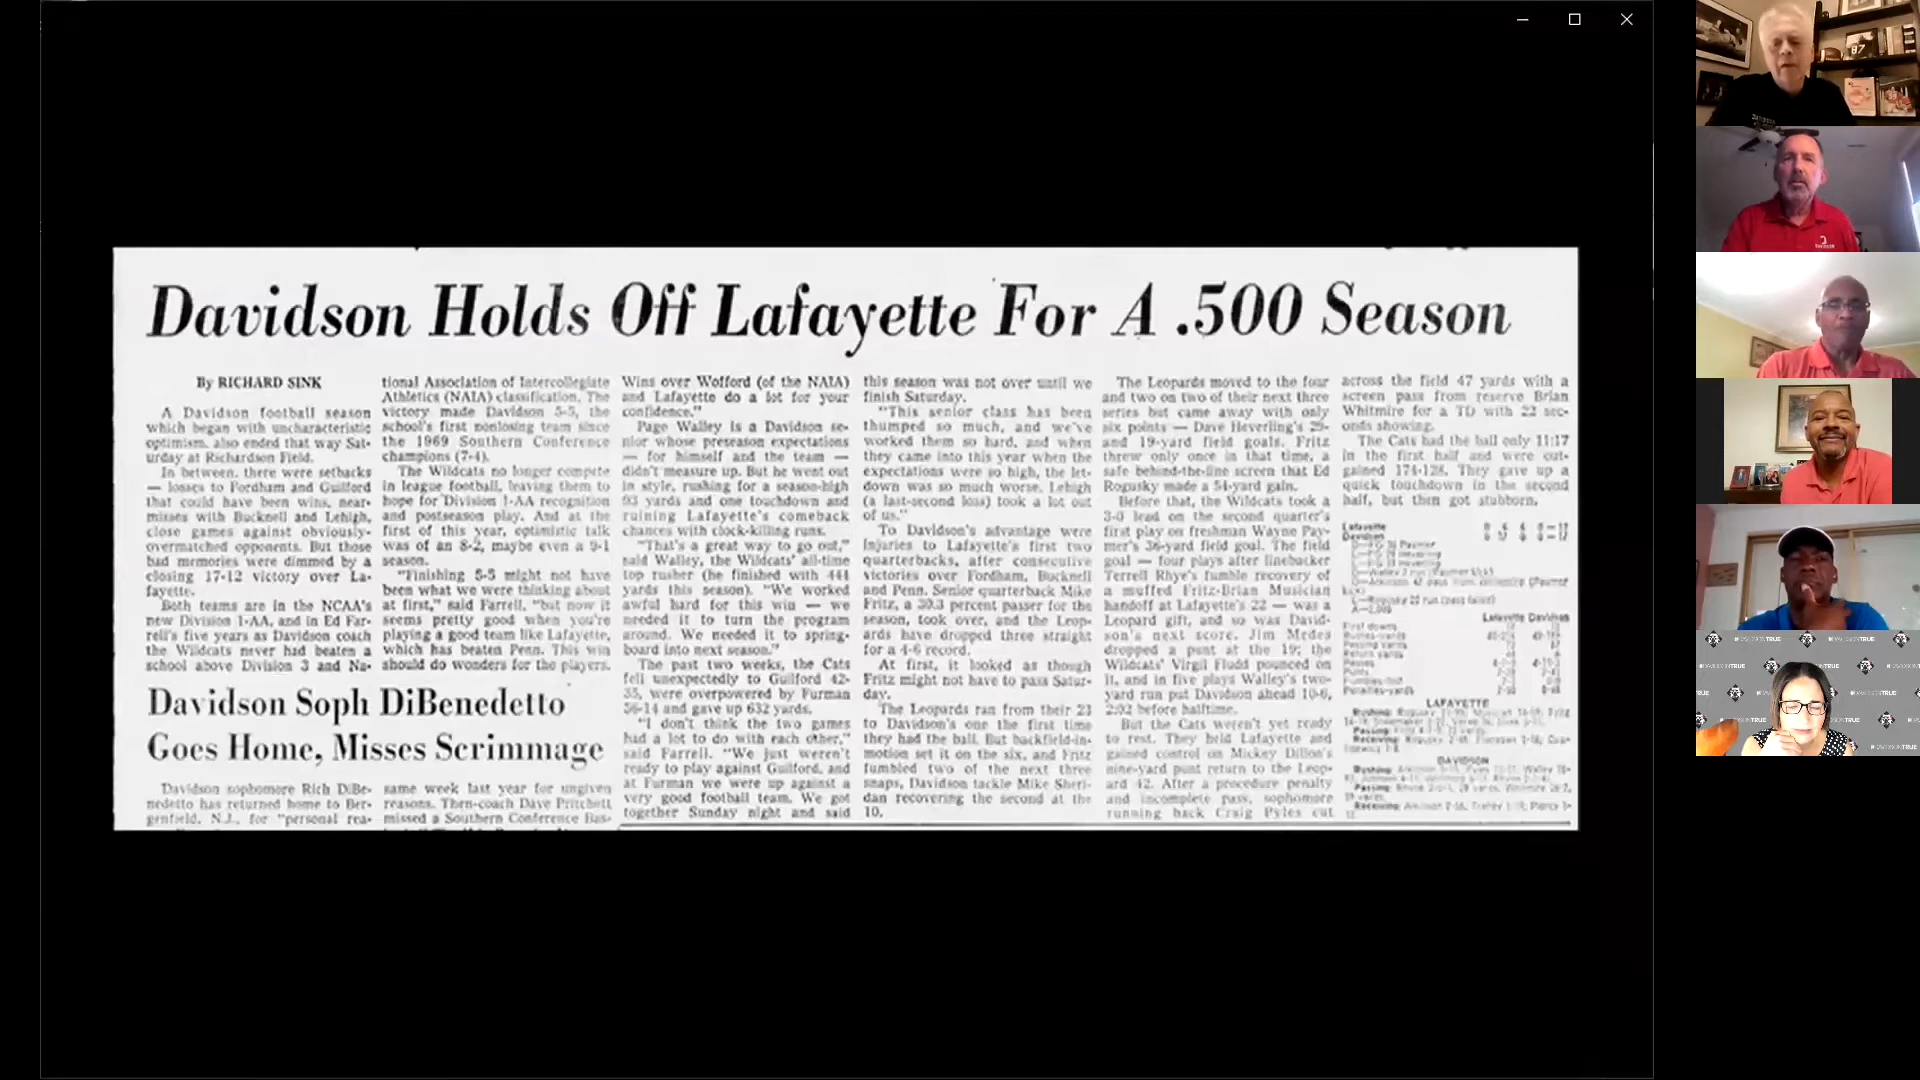 Davidson Holds Off Lafayette For A .500 Season
By RICHARD SINK
A Davidson football season
which began with uncharacteristic
optimism, also ended that way Sat-
urday at Richardson Field.
In between, there were setbacks
— losses to Fordham and Guilford
that could have been wins, near-
misses with Bucknell and Lehigh,
close games against obviously-
overmatched opponents. But those
bad memories were dimmed by a
closing 17-12 victory over La-
fayette.
Both teams are in the NCAA's
new Division 1-AA, and in Ed Far-
rell's five years as Davidson coach
the Wildcats never had beaten a
school above Division 3 and Na-
tional Association of Intercollegiate
Athletics (NAIA) classification. The
victory made Davidson 5-5, the
school's first nonlosing team since
the 1969 Southern Conference
champions (7-4).
The Wildcats no longer compete
in league football, leaving them to
hope for Division 1-AA recognition
and postseason play. And at the
first of this year, optimistic talk
was of an 8-2, maybe even a 9-1
season.
"Finishing 5-5 might not have
been what we were thinking about
at first," said Farrell, "but now it
seems pretty good when you're
playing a good team like Lafayette,
which has beaten Penn. This win
should do wonders for the players.
Wins over Wofford (of the NAIA)
and Lafayette do a lot for your
confidence."
Page Walley is a Davidson se-
nior whose preseason expectations
— for himself and the team —
didn't measure up. But he went out
in style, rushing for a season-high
93 yards and one touchdown and
ruining Lafayette's comeback
chances with clock-killing runs.
"That's a great way to go out,"
said Walley, the Wildcats' all-time
top rusher (he finished with 444
yards this season). "We worked
awful hard for this win — we
needed it to turn the program
around. We needed it to spring-
board into next season."
The past two weeks, the Cats
fell unexpectedly to Guilford 42-
35, were overpowered by Furman
56-14 and gave up 632 yards.
"I don't think the two games
had a lot to do with each other,"
said Farrell. "We just weren't
ready to play against Guilford, and
at Furman we were up against a
very good football team. We got
together Sunday night and said
this season was not over until we
finish Saturday.
"This senior class has been
thumped so much, and we've
worked them so hard, and when
they came into this year when the
expectations were so high, the let-
down was so much worse. Lehigh
(a last-second loss) took a lot out
of us."
To Davidson's advantage were
injuries to Lafayette's first two
quarterbacks, after consecutive
victories over Fordham, Bucknell
and Penn. Senior quarterback Mike
Fritz, a 30.3 percent passer for the
season, took over, and the Leop-
ards have dropped three straight
for a 4-6 record.
At first, it looked as though
Fritz might not have to pass Satur-
day.
The Leopards ran from their 23
to Davidson's one the first time
they had the ball. But backfield-in-
motion set it on the six, and Fritz
fumbled two of the next three
snaps, Davidson tackle Mike Sheri-
dan recovering the second at the
10.
The Leopards moved to the four
and two on two of their next three
series but came away with only
six points — Dave Heverling's 29-
and 19-yard field goals. Fritz
threw only once in that time, a
safe behind-the-line screen that Ed
Rogusky made a 54-yard gain.
Before that, the Wildcats took a
3-0 lead on the second quarter's
first play on freshman Wayne Pay-
mer's 36-yard field goal. The field
goal — four plays after linebacker
Terrell Rhye's fumble recovery of
a muffed Fritz-Brian Musician
handoff at Lafayette's 22 — was a
Leopard gift, and so was David-
son's next score. Jim Medes
dropped a punt at the 19; the
Wildcats' Virgil Fludd pounced on
it, and in five plays Walley's two-
yard run put Davidson ahead 10-6,
2:02 before halftime.
But the Cats weren't yet ready
to rest. They held Lafayette and
gained control on Mickey Dillon's
nine-yard punt return to the Leop-
ard 42. After a procedure penalty
and incomplete pass, sophomore
running back Craig Pyles cut
across the field 47 yards with a
screen pass from reserve Brian
Whitmire for a TD with 22 sec-
onds showing.
The Cats had the ball only 11:17
in the first half and were out-
gained 174-128. They gave up a
quick touchdown in the second
half, but then got stubborn.
Lafayette
Davidson
Lafayette Davidson
First downs
Passing yards
Return yards
Passes
Punts
Penalties-yards
LAFAYETTE
Passing:
Receiving:
DAVIDSON
Passing:
Receiving:
Davidson Soph DiBenedetto
Goes Home, Misses Scrimmage
Davidson sophomore Rich DiBe-
nedetto has returned home to Ber-
genfield, N.J., for "personal rea-
same week last year for ungiven
reasons. Then-coach Dave Pritchett
missed a Southern Conference Bas-
87
#DAVIDSONTRUE